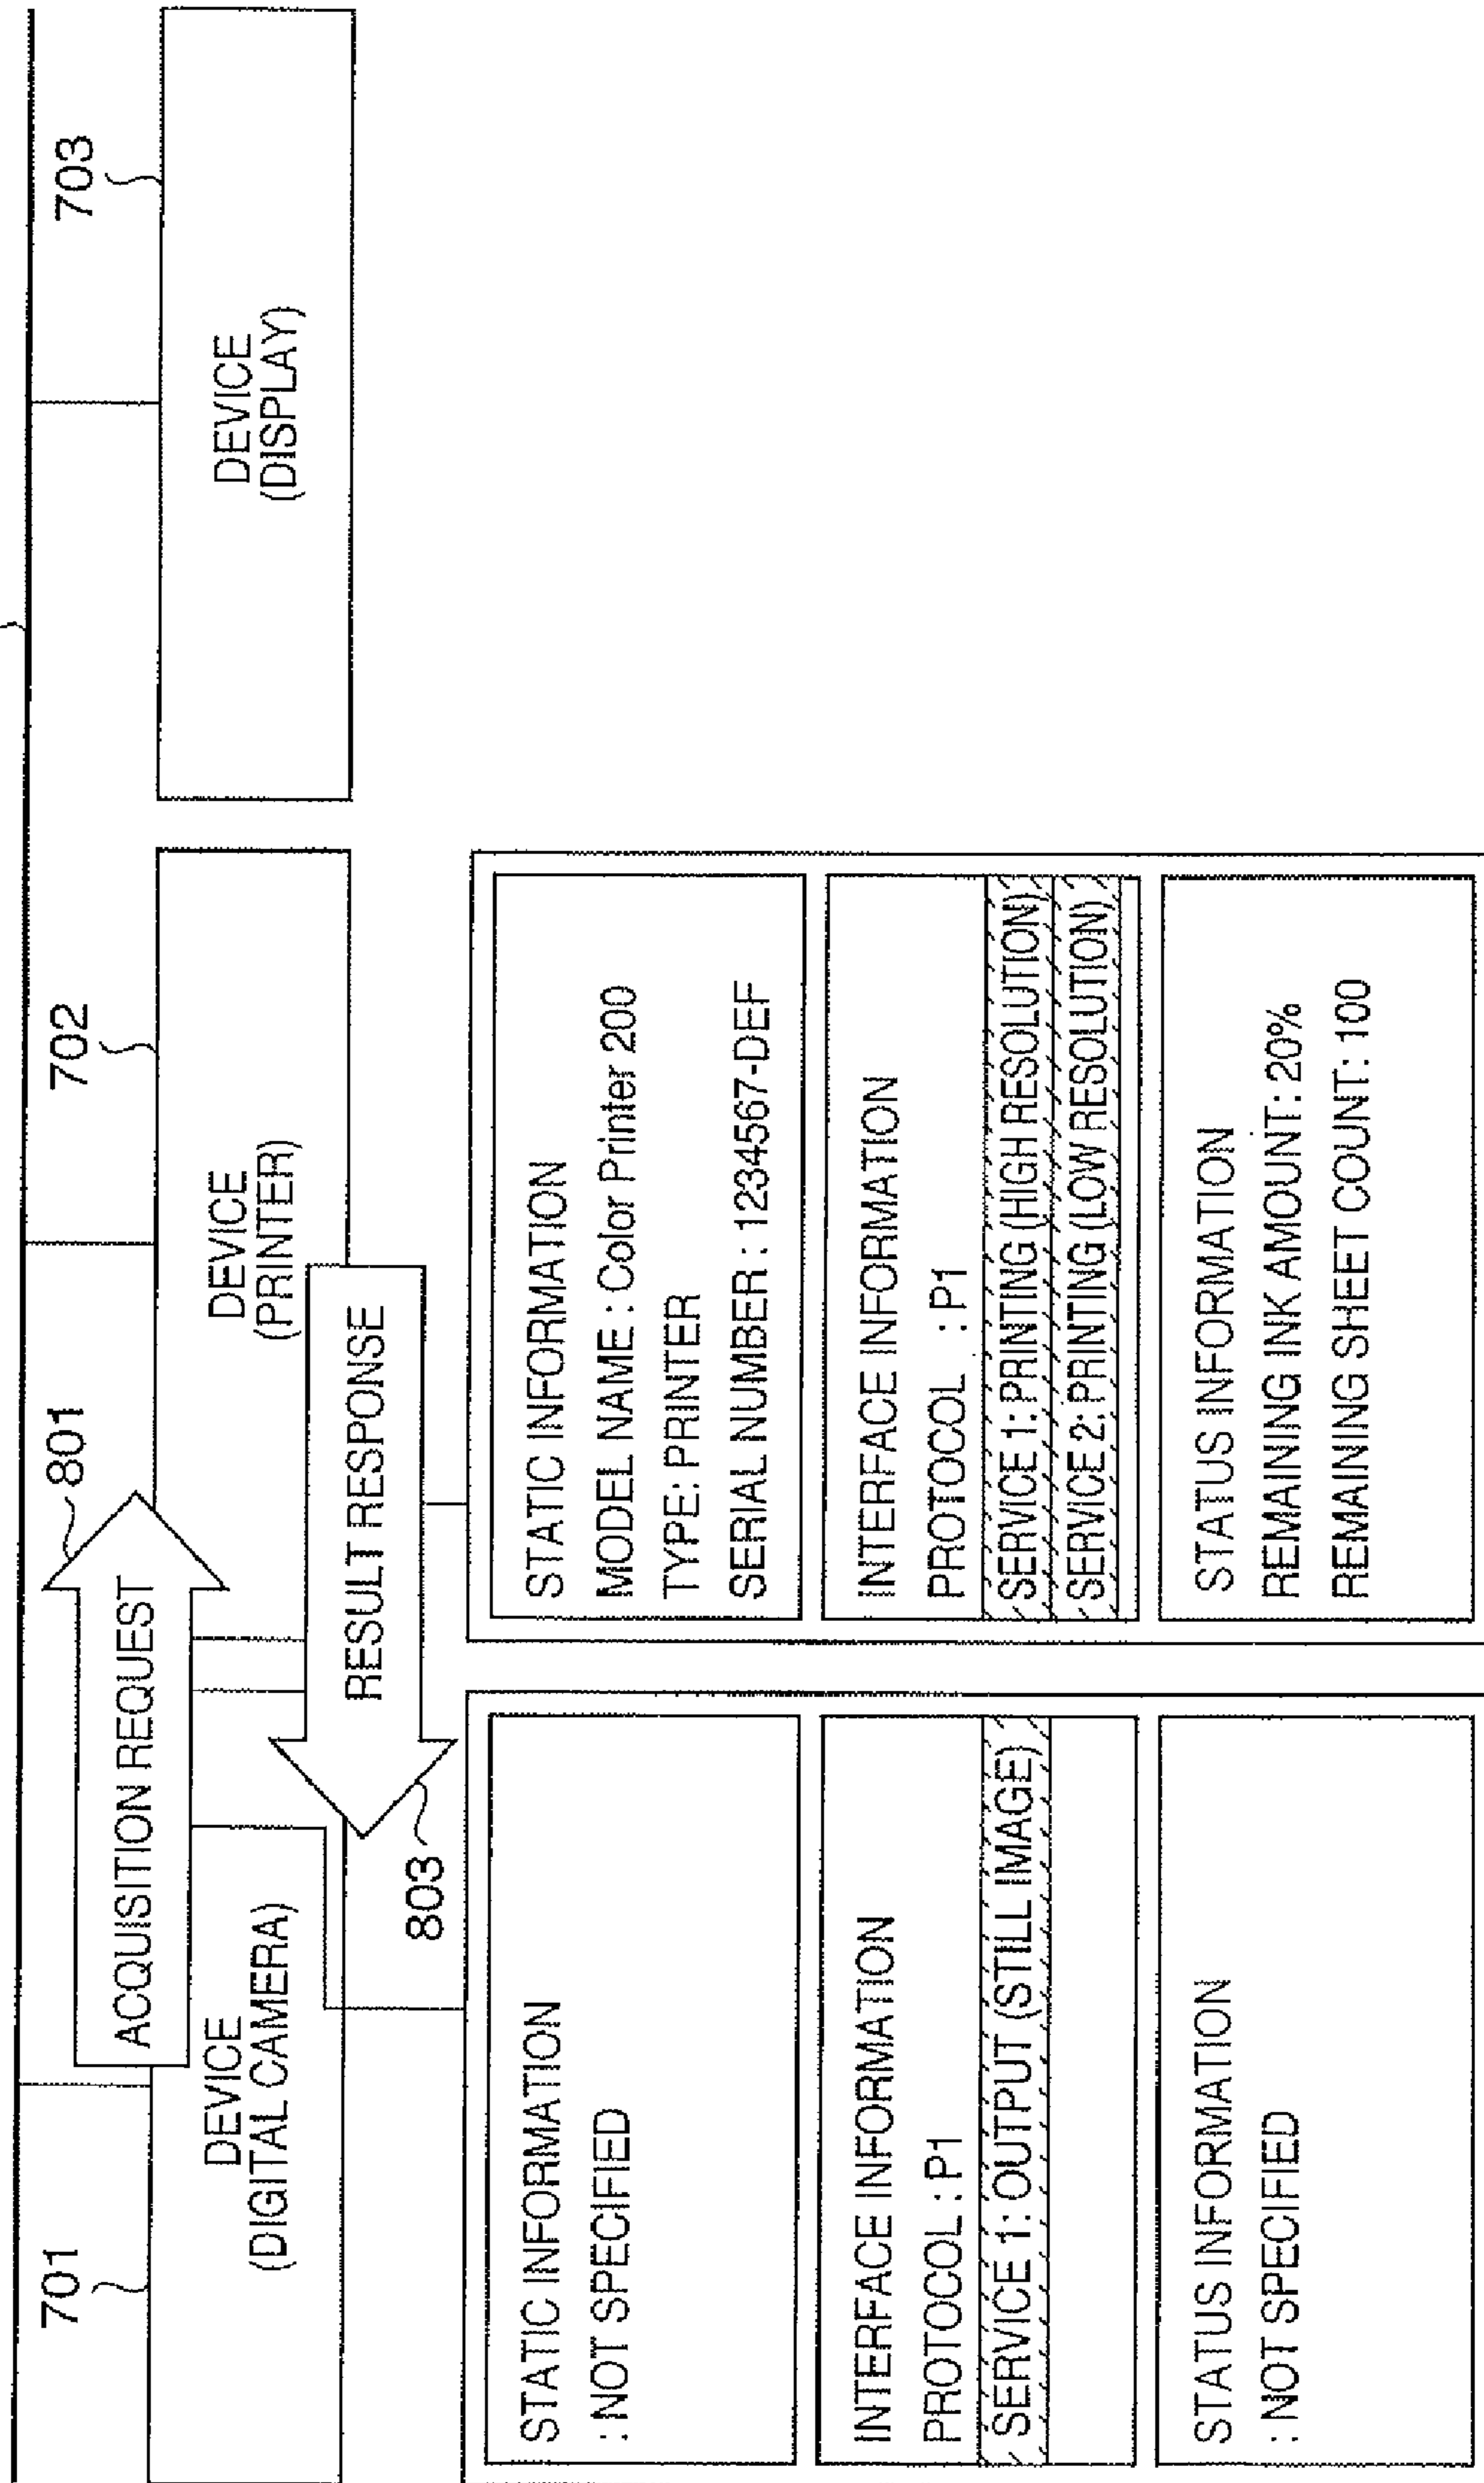 701
702
703
801
ACQUISITION REQUEST
DEVICE
(DIGITAL CAMERA)
DEVICE
(PRINTER)
DEVICE
(DISPLAY)
RESULT RESPONSE
803
STATIC INFORMATION
: NOT SPECIFIED
INTERFACE INFORMATION
PROTOCOL : P1
SERVICE 1: OUTPUT (STILL IMAGE)
STATUS INFORMATION
: NOT SPECIFIED
STATIC INFORMATION
MODEL NAME : Color Printer 200
TYPE: PRINTER
SERIAL NUMBER : 1234567-DEF
INTERFACE INFORMATION
PROTOCOL : P1
SERVICE 1: PRINTING (HIGH RESOLUTION)
SERVICE 2: PRINTING (LOW RESOLUTION)
STATUS INFORMATION
REMAINING INK AMOUNT: 20%
REMAINING SHEET COUNT: 100